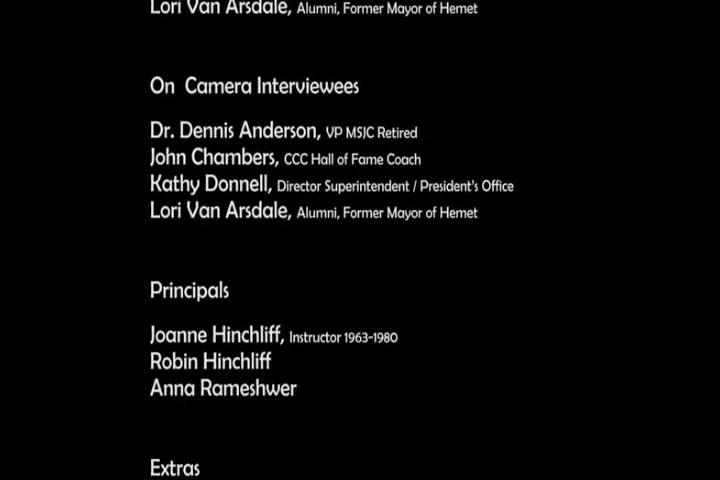 Lori Van Arsdale, Alumni, Former Mayor of Hemet
On Camera Interviewees
Dr. Dennis Anderson, VP MSJC Retired
John Chambers, CCC Hall of Fame Coach
Kathy Donnell, Director Superintendent / President's Office
Lori Van Arsdale, Alumni, Former Mayor of Hemet
Principals
Joanne Hinchliff, Instructor 1963-1980
Robin Hinchliff
Anna Rameshwer
Extras